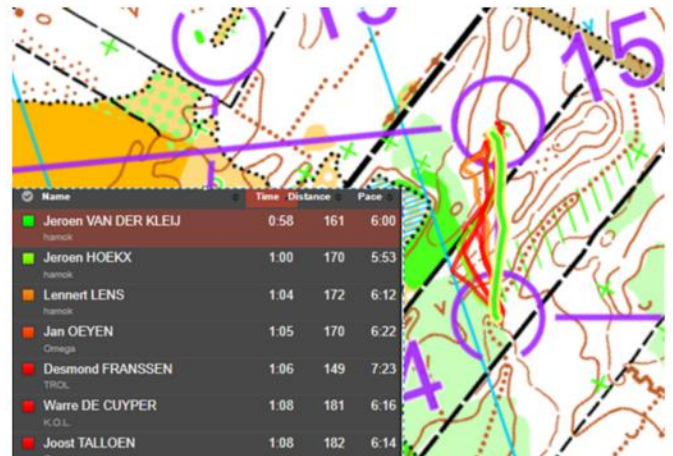 15
15
Name Time Distance Pace
Jeroen VAN DER KLEIJ 0:58 161 6:00
hamok
Jeroen HOEKX 1:00 170 5:53
hamok
Lennert LENS 1:04 172 6:12
hamok
Jan OEYEN 1:05 170 6:22
Omega
Desmond FRANSSEN 1:06 149 7:23
TROL
Warre DE CUYPER 1:08 181 6:16
K.O.L.
Joost TALLOEN 1:08 182 6:14
4